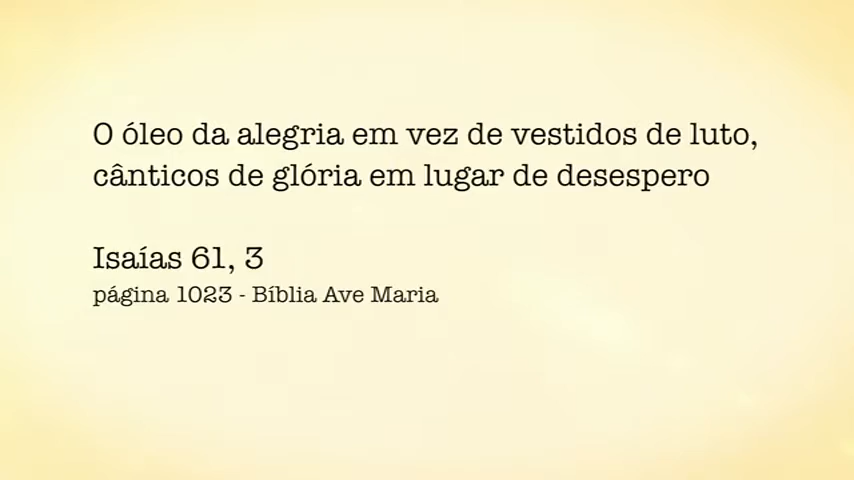 O óleo da alegria em vez de vestidos de luto,
cânticos de glória em lugar de desespero
Isaías 61, 3
página 1023 - Bíblia Ave Maria